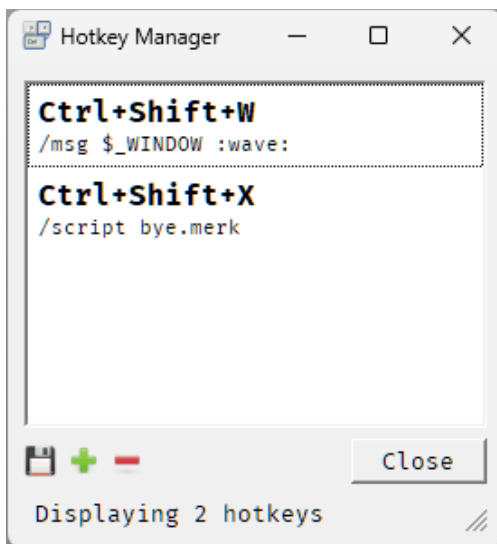 Hotkey Manager
Ctrl+Shift+W
/msg $_WINDOW :wave:
Ctrl+Shift+X
/script bye.merk
Close
Displaying 2 hotkeys